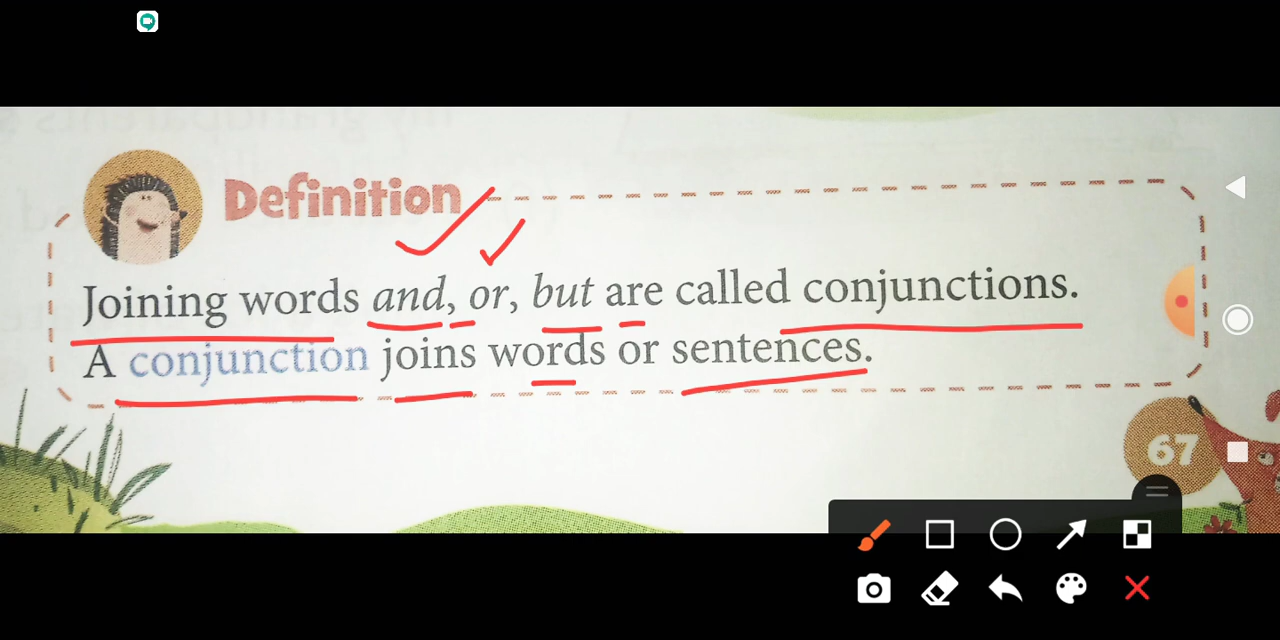 Definition
Joining words and, or, but are called conjunctions.
A conjunction joins words or sentences.
67